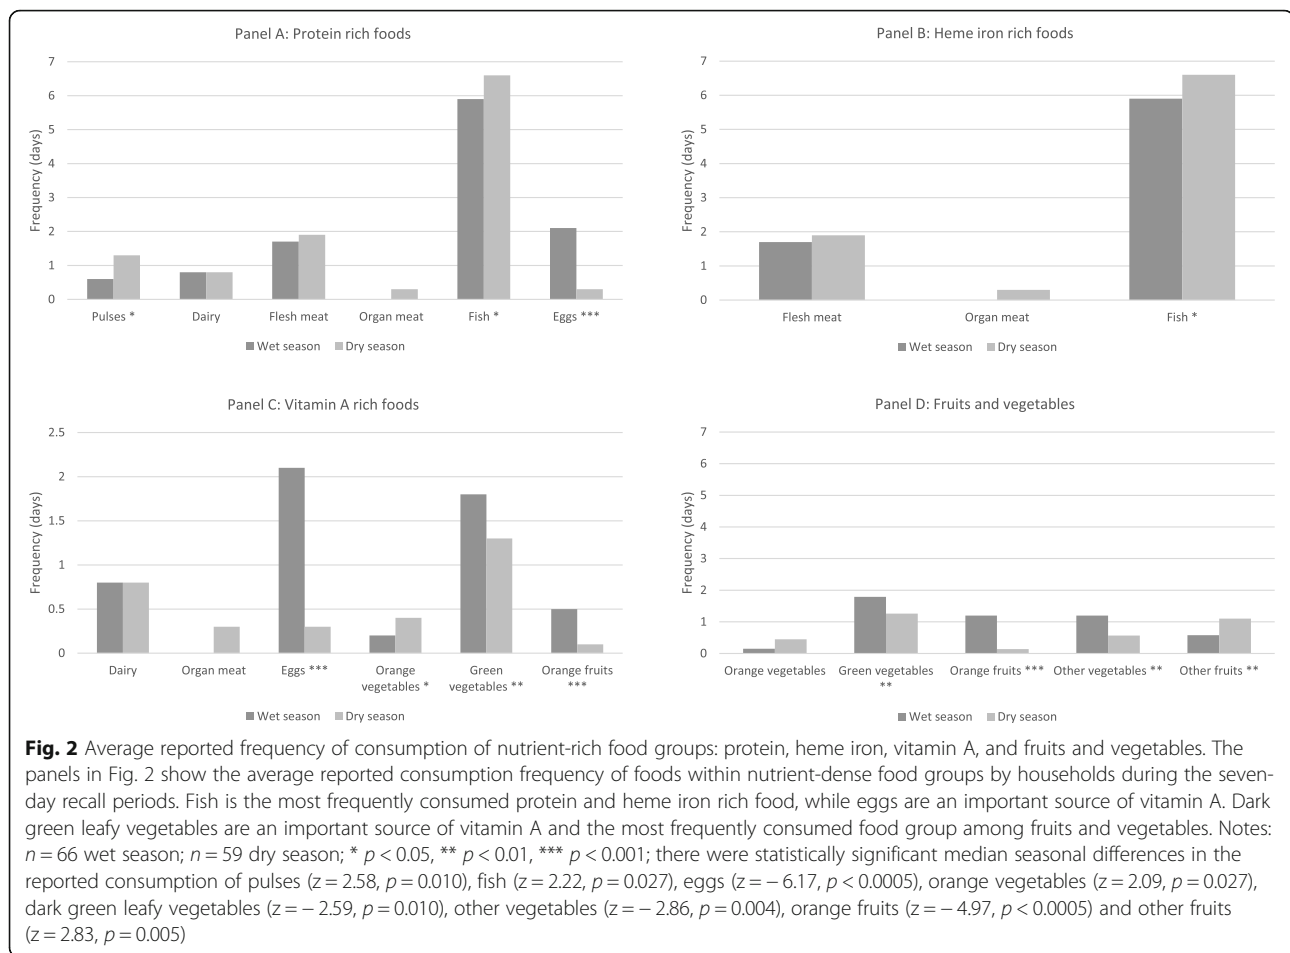 Panel A: Protein rich foods
7
6
5
4
3
2
1
0
Frequency (days)
Pulses *
Dairy
Flesh meat
Organ meat
Fish *
Eggs ***
Wet season
Dry season
Panel B: Heme iron rich foods
7
6
5
4
3
2
1
0
Frequency (days)
Flesh meat
Organ meat
Fish *
Wet season
Dry season
Panel C: Vitamin A rich foods
2.5
2
1.5
1
0.5
0
Frequency (days)
Dairy
Organ meat
Eggs ***
Orange
vegetables *
Green
vegetables **
Orange fruits
***
Wet season
Dry season
Panel D: Fruits and vegetables
7
6
5
4
3
2
1
0
Frequency (days)
Orange vegetables
Green vegetables
**
Orange fruits ***
Other vegetables **
Other fruits **
Wet season
Dry season
Fig. 2 Average reported frequency of consumption of nutrient-rich food groups: protein, heme iron, vitamin A, and fruits and vegetables. The
panels in Fig. 2 show the average reported consumption frequency of foods within nutrient-dense food groups by households during the seven-
day recall periods. Fish is the most frequently consumed protein and heme iron rich food, while eggs are an important source of vitamin A. Dark
green leafy vegetables are an important source of vitamin A and the most frequently consumed food group among fruits and vegetables. Notes:
n = 66 wet season; n = 59 dry season; * p < 0.05, ** p < 0.01, *** p < 0.001; there were statistically significant median seasonal differences in the
reported consumption of pulses (z = 2.58, p = 0.010), fish (z = 2.22, p = 0.027), eggs (z = − 6.17, p < 0.0005), orange vegetables (z = 2.09, p = 0.027),
dark green leafy vegetables (z = − 2.59, p = 0.010), other vegetables (z = − 2.86, p = 0.004), orange fruits (z = − 4.97, p < 0.0005) and other fruits
(z = 2.83, p = 0.005)